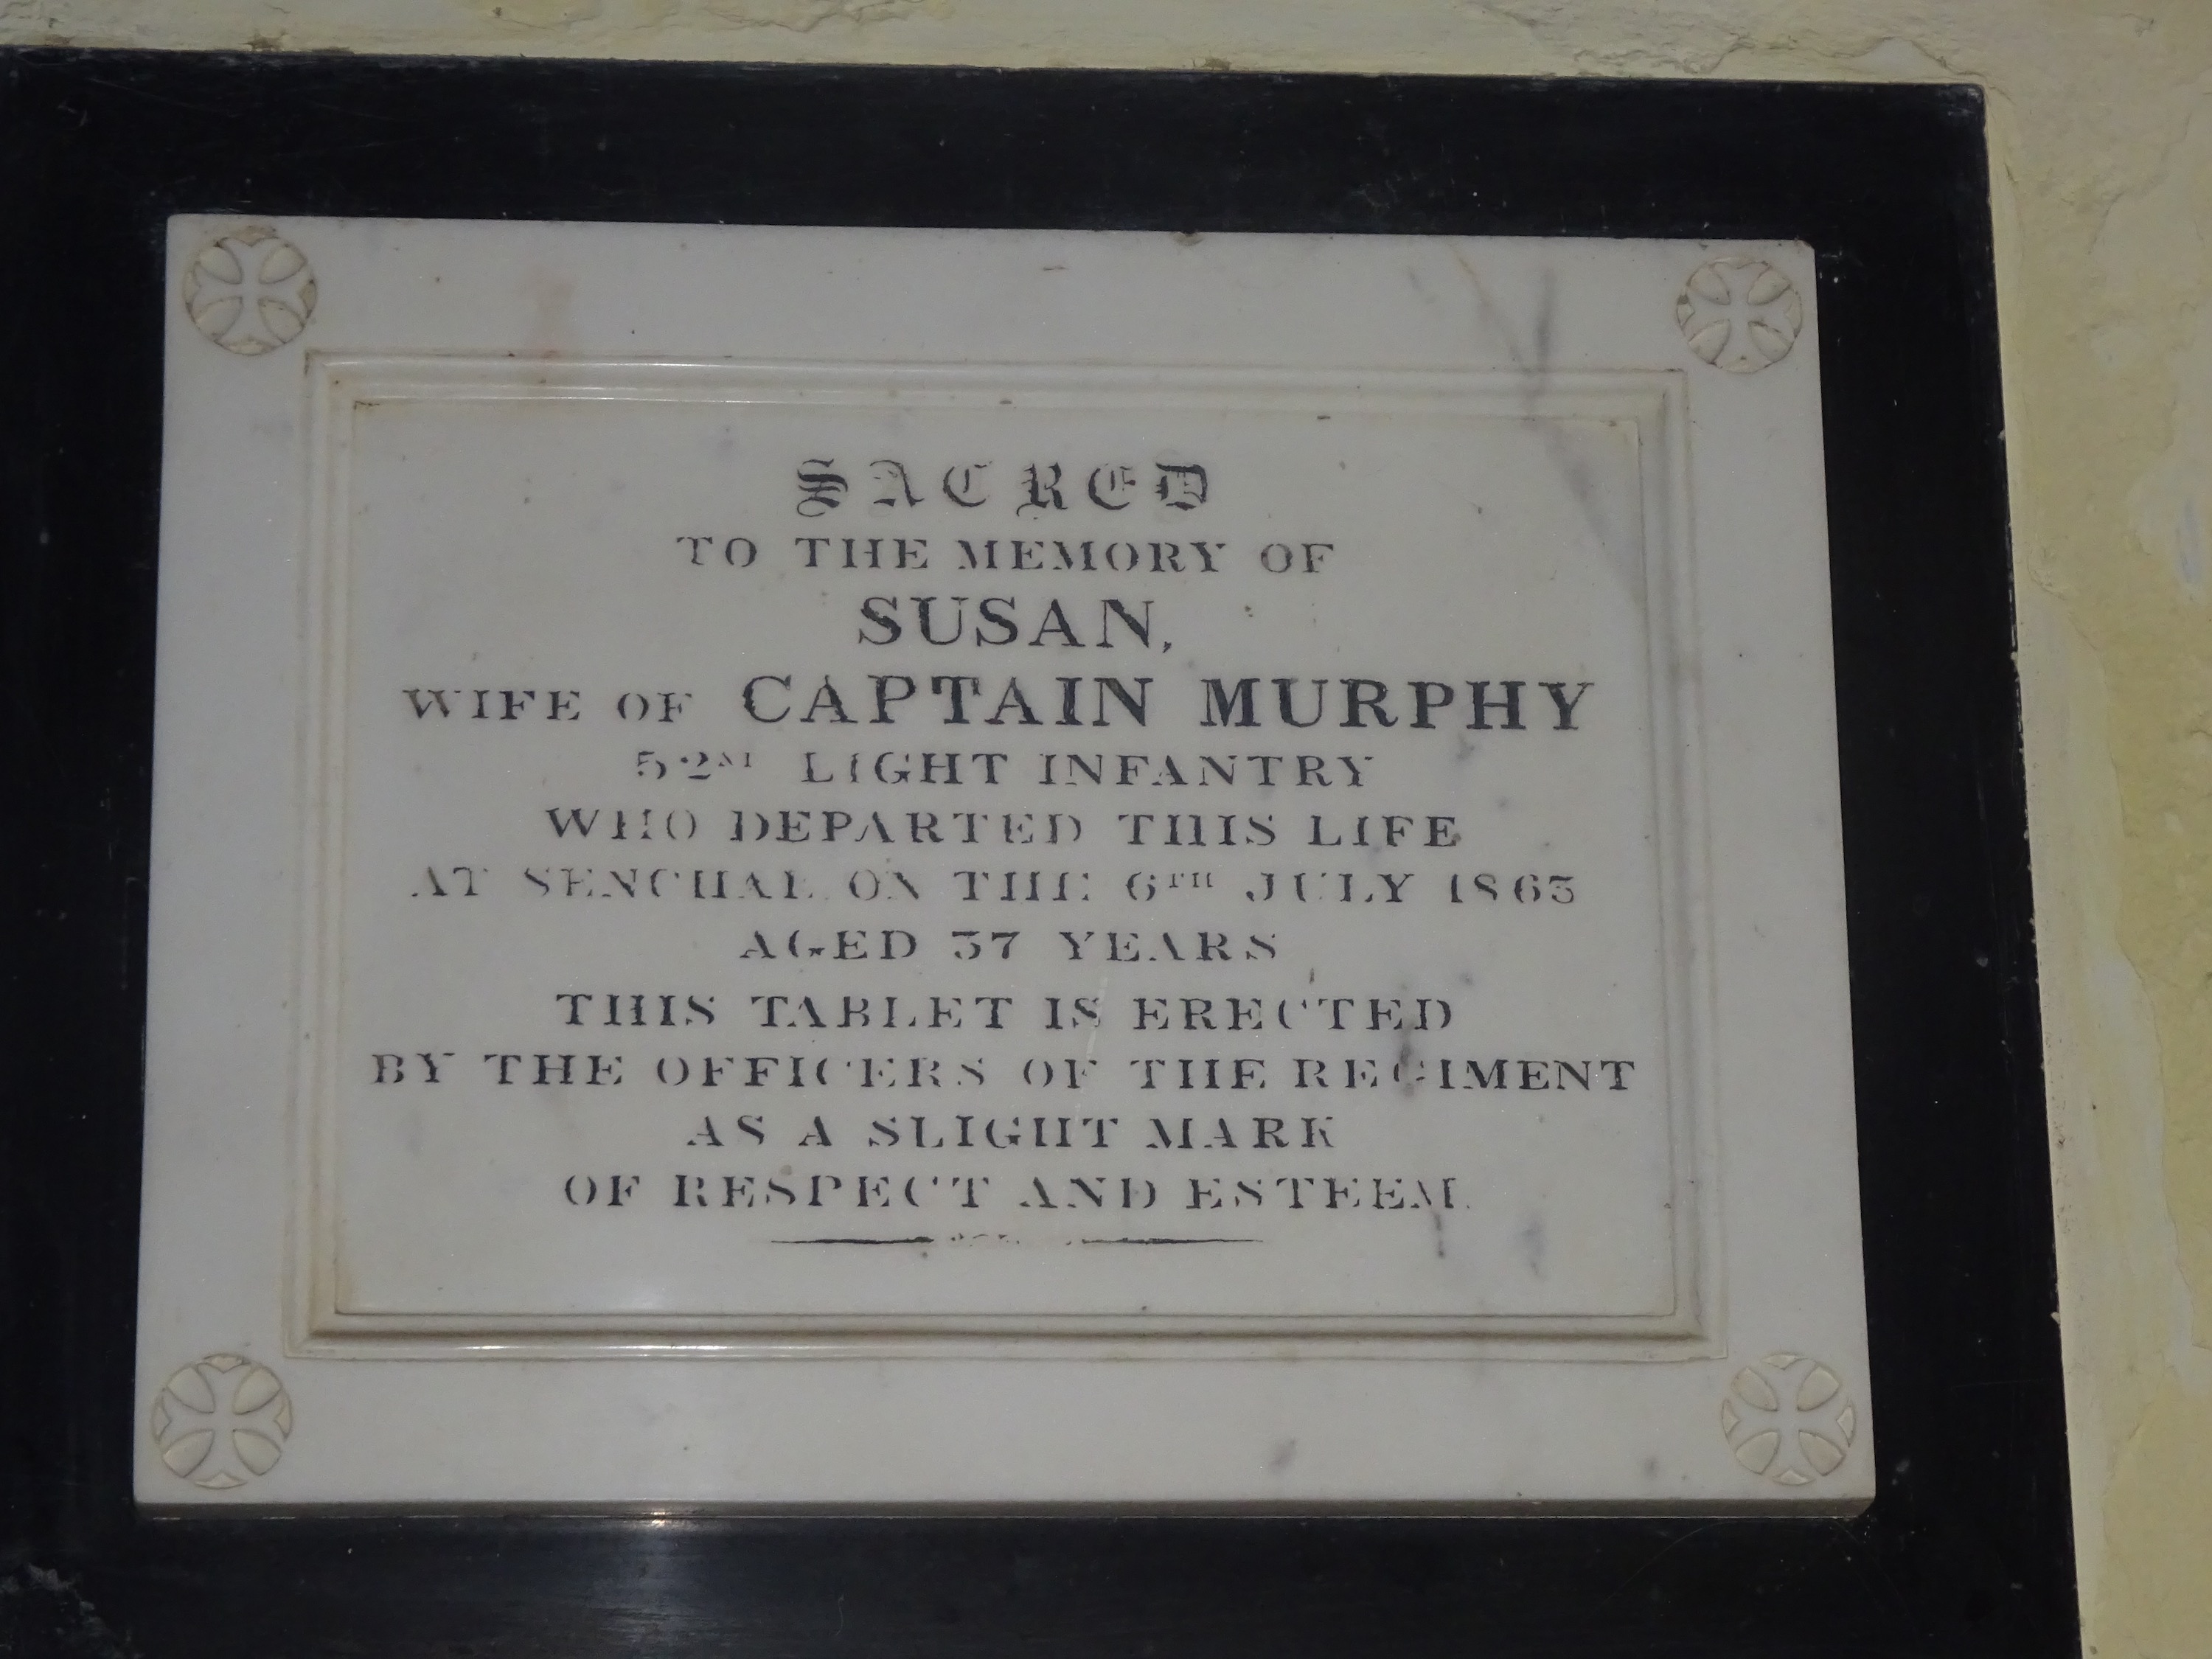 SACRED
TO THE MEMORY OF
SUSAN,
WIFE OF CAPTAIN MURPHY
52ND LIGHT INFANTRY
WHO DEPARTED THIS LIFE
AT SENCHAL ON THE 6TH JULY 1863
AGED 37 YEARS
THIS TABLET IS ERECTED
BY THE OFFICERS OF THE REGIMENT
AS A SLIGHT MARK
OF RESPECT AND ESTEEM.